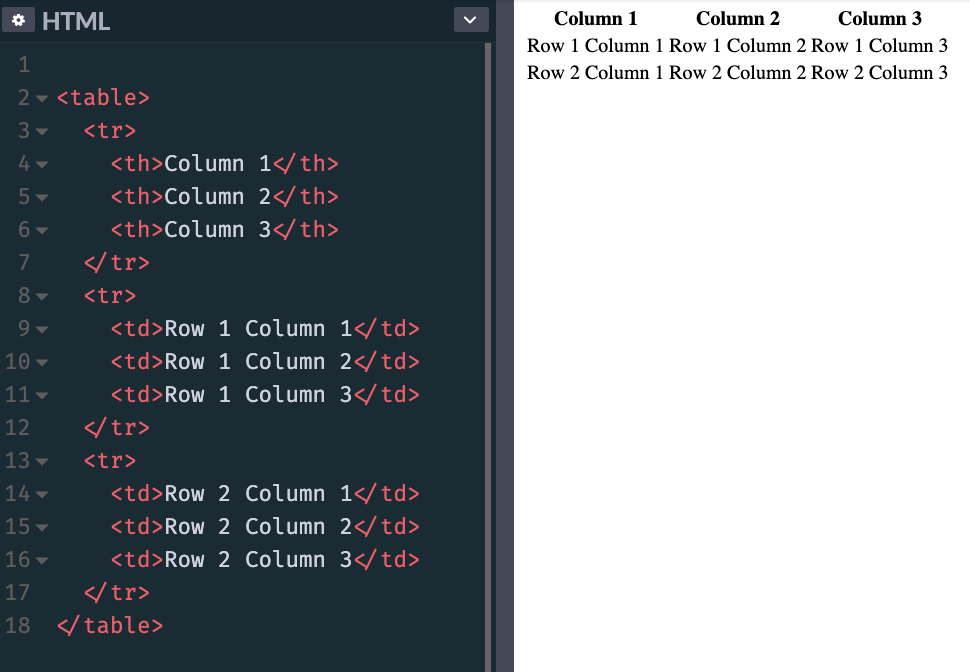 HTML
1
2 <table>
3 <tr>
4 <th>Column 1</th>
5 <th>Column 2</th>
6 <th>Column 3</th>
7 </tr>
8 <tr>
9 <td>Row 1 Column 1</td>
10 <td>Row 1 Column 2</td>
11 <td>Row 1 Column 3</td>
12 </tr>
13 <tr>
14 <td>Row 2 Column 1</td>
15 <td>Row 2 Column 2</td>
16 <td>Row 2 Column 3</td>
17 </tr>
18 </table>
Column 1 Column 2 Column 3
Row 1 Column 1 Row 1 Column 2 Row 1 Column 3
Row 2 Column 1 Row 2 Column 2 Row 2 Column 3